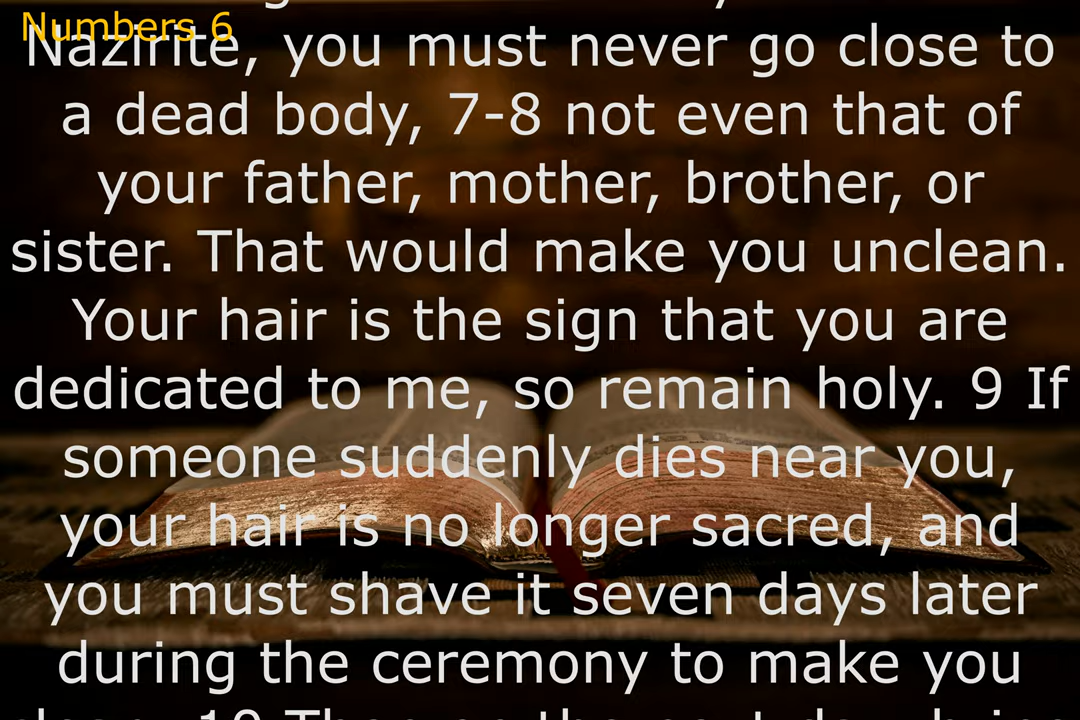 Numbers 6
Nazirite, you must never go close to
a dead body, 7-8 not even that of
your father, mother, brother, or
sister. That would make you unclean.
Your hair is the sign that you are
dedicated to me, so remain holy. 9 If
someone suddenly dies near you,
your hair is no longer sacred, and
you must shave it seven days later
during the ceremony to make you